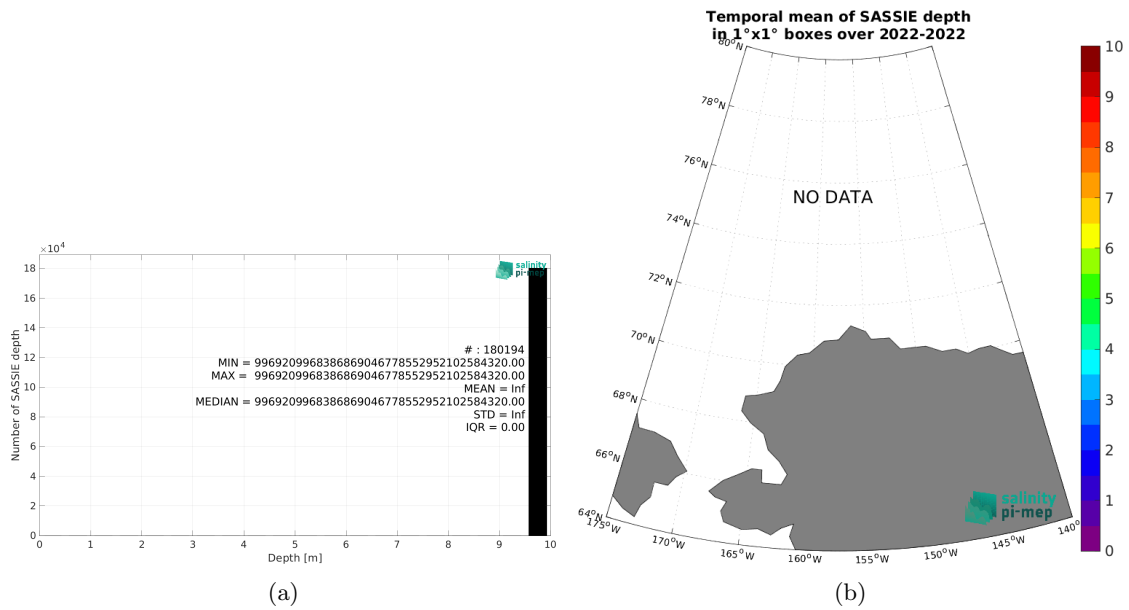 ×10⁴
18
16
14
12
10
8
6
4
2
0
Number of SASSIE depth
salinity
pi-mep
# : 180194
MIN = 9969209968386869046778552952102584320.00
MAX = 9969209968386869046778552952102584320.00
MEAN = Inf
MEDIAN = 9969209968386869046778552952102584320.00
STD = Inf
IQR = 0.00
0 1 2 3 4 5 6 7 8 9 10
Depth [m]
(a)
Temporal mean of SASSIE depth
in 1°x1° boxes over 2022-2022
80°N
78°N
76°N
74°N
72°N
70°N
68°N
66°N
64°N
NO DATA
175°W
170°W
165°W
160°W
155°W
150°W
145°W
140°
salinity
pi-mep
10
9
8
7
6
5
4
3
2
1
0
(b)